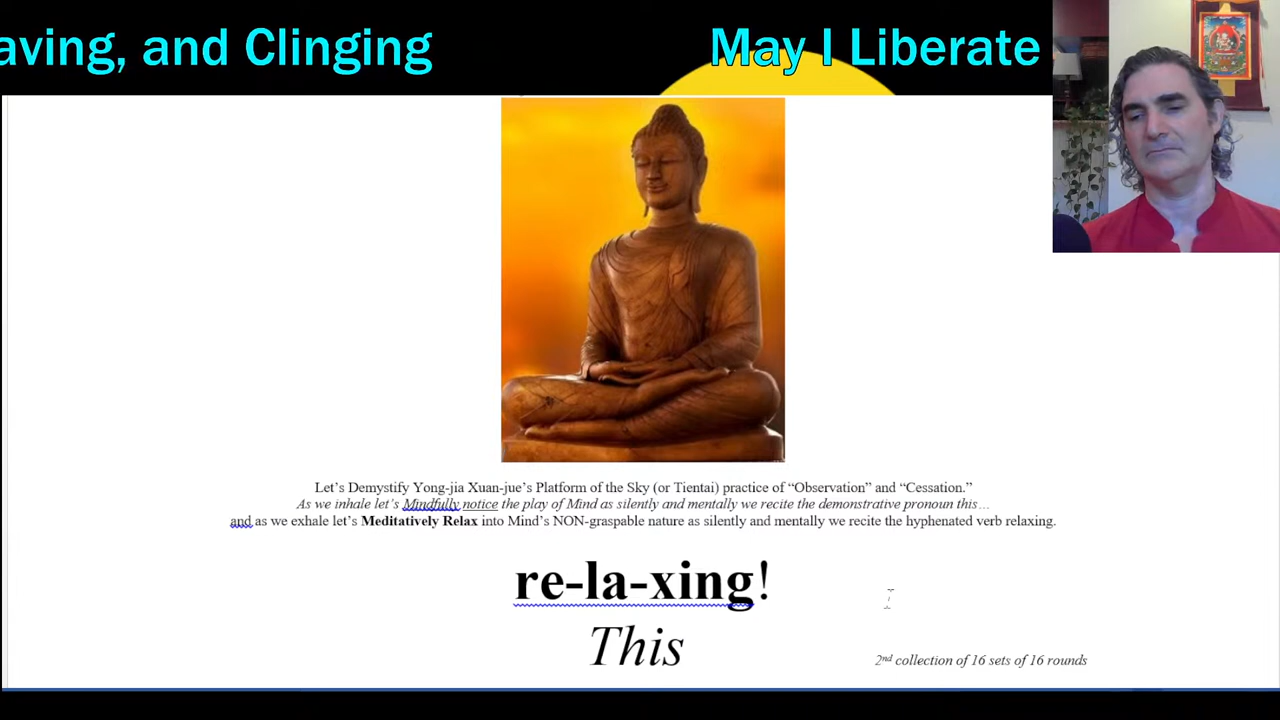 aving, and Clinging
May I Liberate
Let's Demystify Yong-jia Xuan-jue's Platform of the Sky (or Tientai) practice of “Observation” and “Cessation.”
As we inhale let's Mindfully notice the play of Mind as silently and mentally we recite the demonstrative pronoun this…
and as we exhale let's Meditatively Relax into Mind's NON-graspable nature as silently and mentally we recite the hyphenated verb relaxing.
re-la-xing!
This
2nd collection of 16 sets of 16 rounds